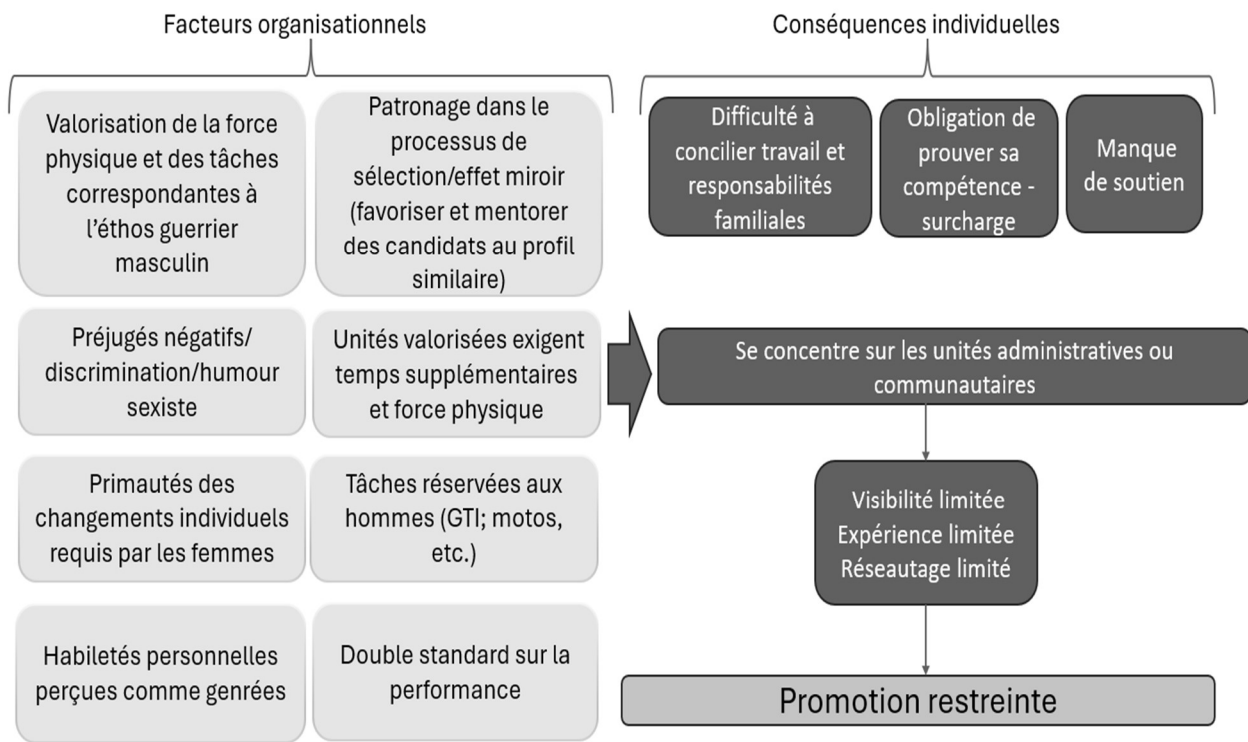 Facteurs organisationnels
Valorisation de la force
physique et des tâches
correspondantes à
l'éthos guerrier
masculin
Patronage dans le
processus de
sélection/effet miroir
(favoriser et mentorer
des candidats au profil
similaire)
Préjugés négatifs/
discrimination/humour
sexiste
Unités valorisées exigent
temps supplémentaires
et force physique
Primautés des
changements individuels
requis par les femmes
Tâches réservées aux
hommes (GTI; motos,
etc.)
Habiletés personnelles
perçues comme genrées
Double standard sur la
performance
Conséquences individuelles
Difficulté à
concilier travail et
responsabilités
familiales
Obligation de
prouver sa
compétence -
surcharge
Manque
de soutien
Se concentre sur les unités administratives ou
communautaires
Visibilité limitée
Expérience limitée
Réseautage limité
Promotion restreinte